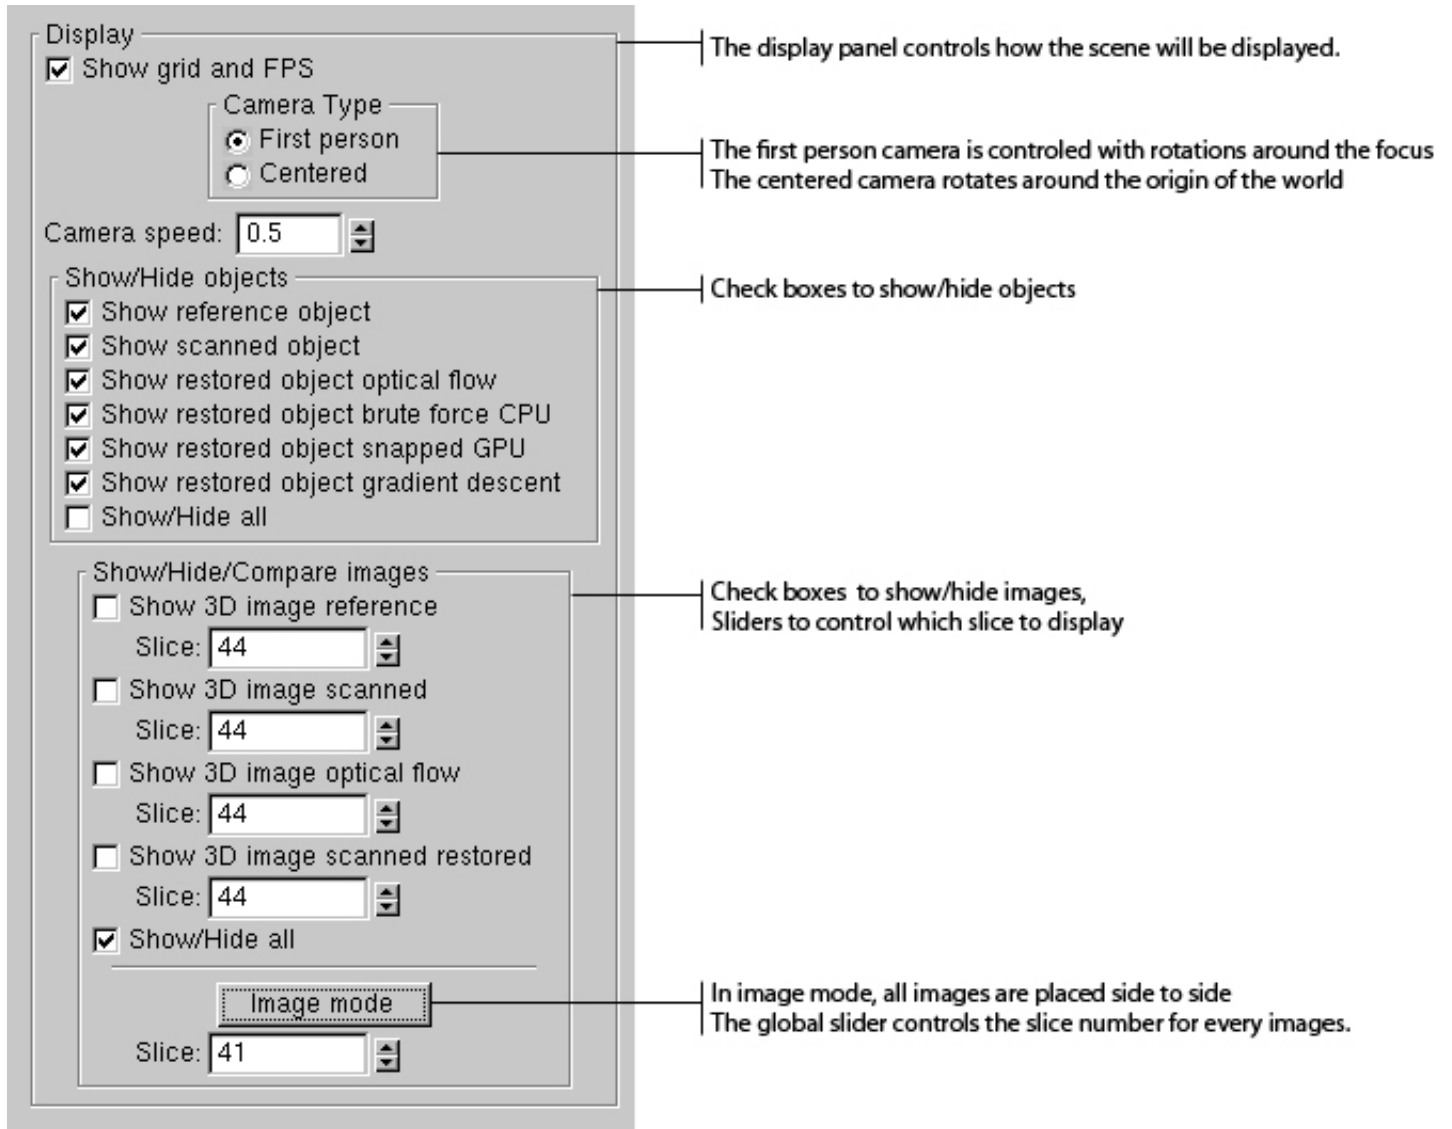 Display
Show grid and FPS
Camera Type
First person
Centered
Camera speed: 0.5
Show/Hide objects
Show reference object
Show scanned object
Show restored object optical flow
Show restored object brute force CPU
Show restored object snapped GPU
Show restored object gradient descent
Show/Hide all
Show/Hide/Compare images
Show 3D image reference
Slice: 44
Show 3D image scanned
Slice: 44
Show 3D image optical flow
Slice: 44
Show 3D image scanned restored
Slice: 44
Show/Hide all
Image mode
Slice: 41
The display panel controls how the scene will be displayed.
The first person camera is controled with rotations around the focus
The centered camera rotates around the origin of the world
Check boxes to show/hide objects
Check boxes to show/hide images,
Sliders to control which slice to display
In image mode, all images are placed side to side
The global slider controls the slice number for every images.